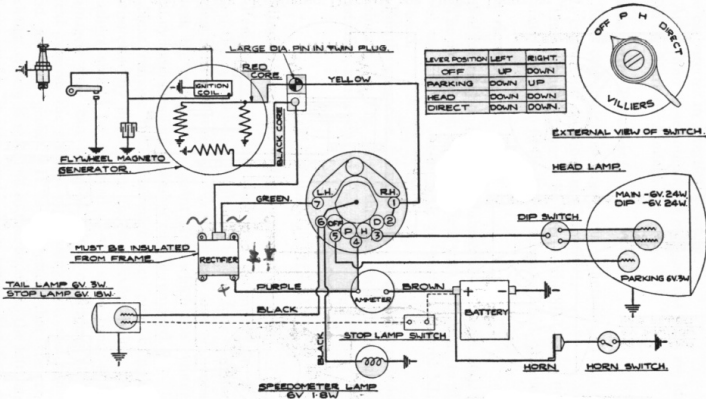 LARGE DIA. PIN IN TWIN PLUG.
RED CORE.
IGNITION COIL.
YELLOW
BLACK CORE
FLYWHEEL MAGNETO GENERATOR.
LEVER POSITION LEFT RIGHT.
OFF UP DOWN
PARKING DOWN UP
HEAD DOWN DOWN
DIRECT DOWN DOWN.
OFF P H DIRECT
VILLIERS
EXTERNAL VIEW OF SWITCH.
HEAD LAMP.
MAIN -6V. 24W.
DIP -6V. 24W.
PARKING 6V.3W
DIP SWITCH.
L.H. R.H.
7 1
6 OFF D 2
5 P H 3
4
GREEN.
MUST BE INSULATED FROM FRAME.
RECTIFIER
PURPLE
AMMETER
BROWN
+ -
BATTERY
TAIL LAMP 6V. 3W.
STOP LAMP 6V. 18W.
BLACK
BLACK
STOP LAMP SWITCH
HORN
HORN SWITCH.
SPEEDOMETER LAMP
6V 1·8W